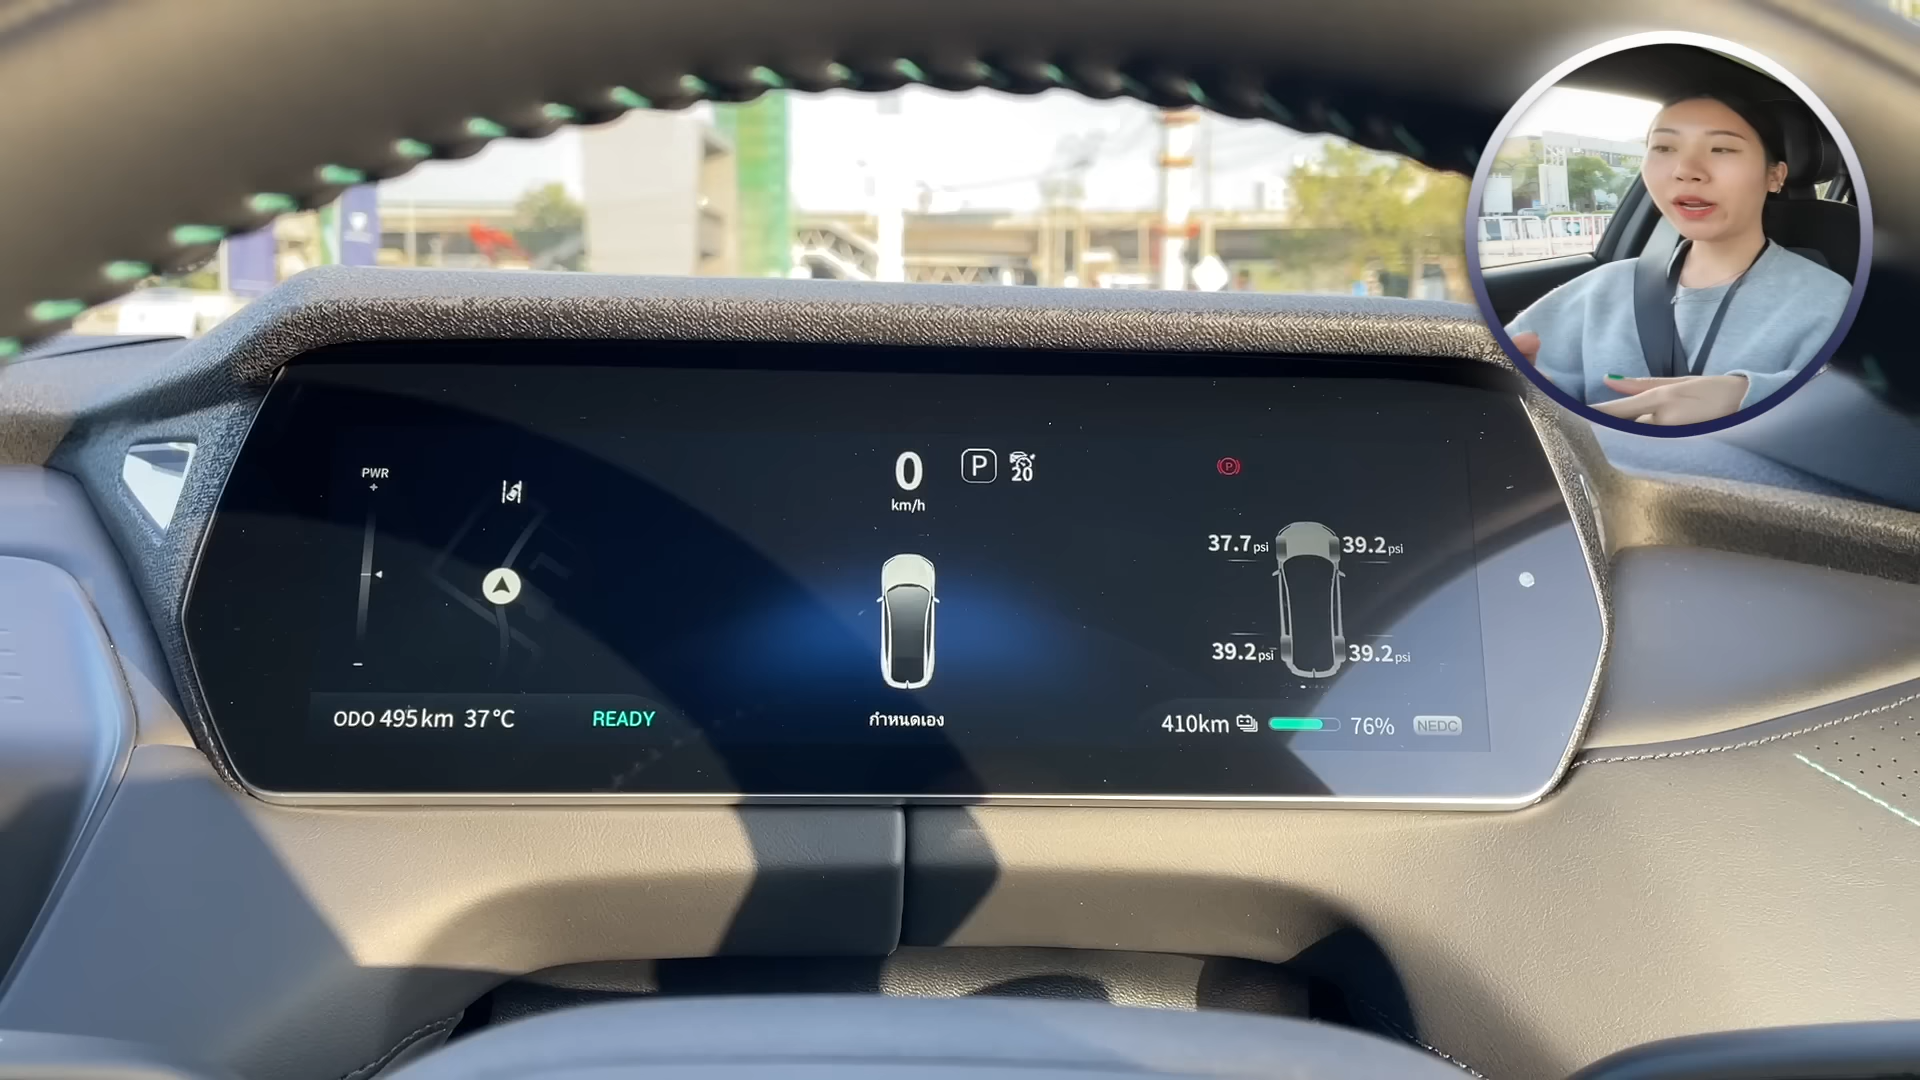 PWR
+
-
0
km/h
P
20
P
37.7psi
39.2psi
39.2psi
39.2psi
ODO 495km 37℃
READY
กำหนดเอง
410km
76%
NEDC